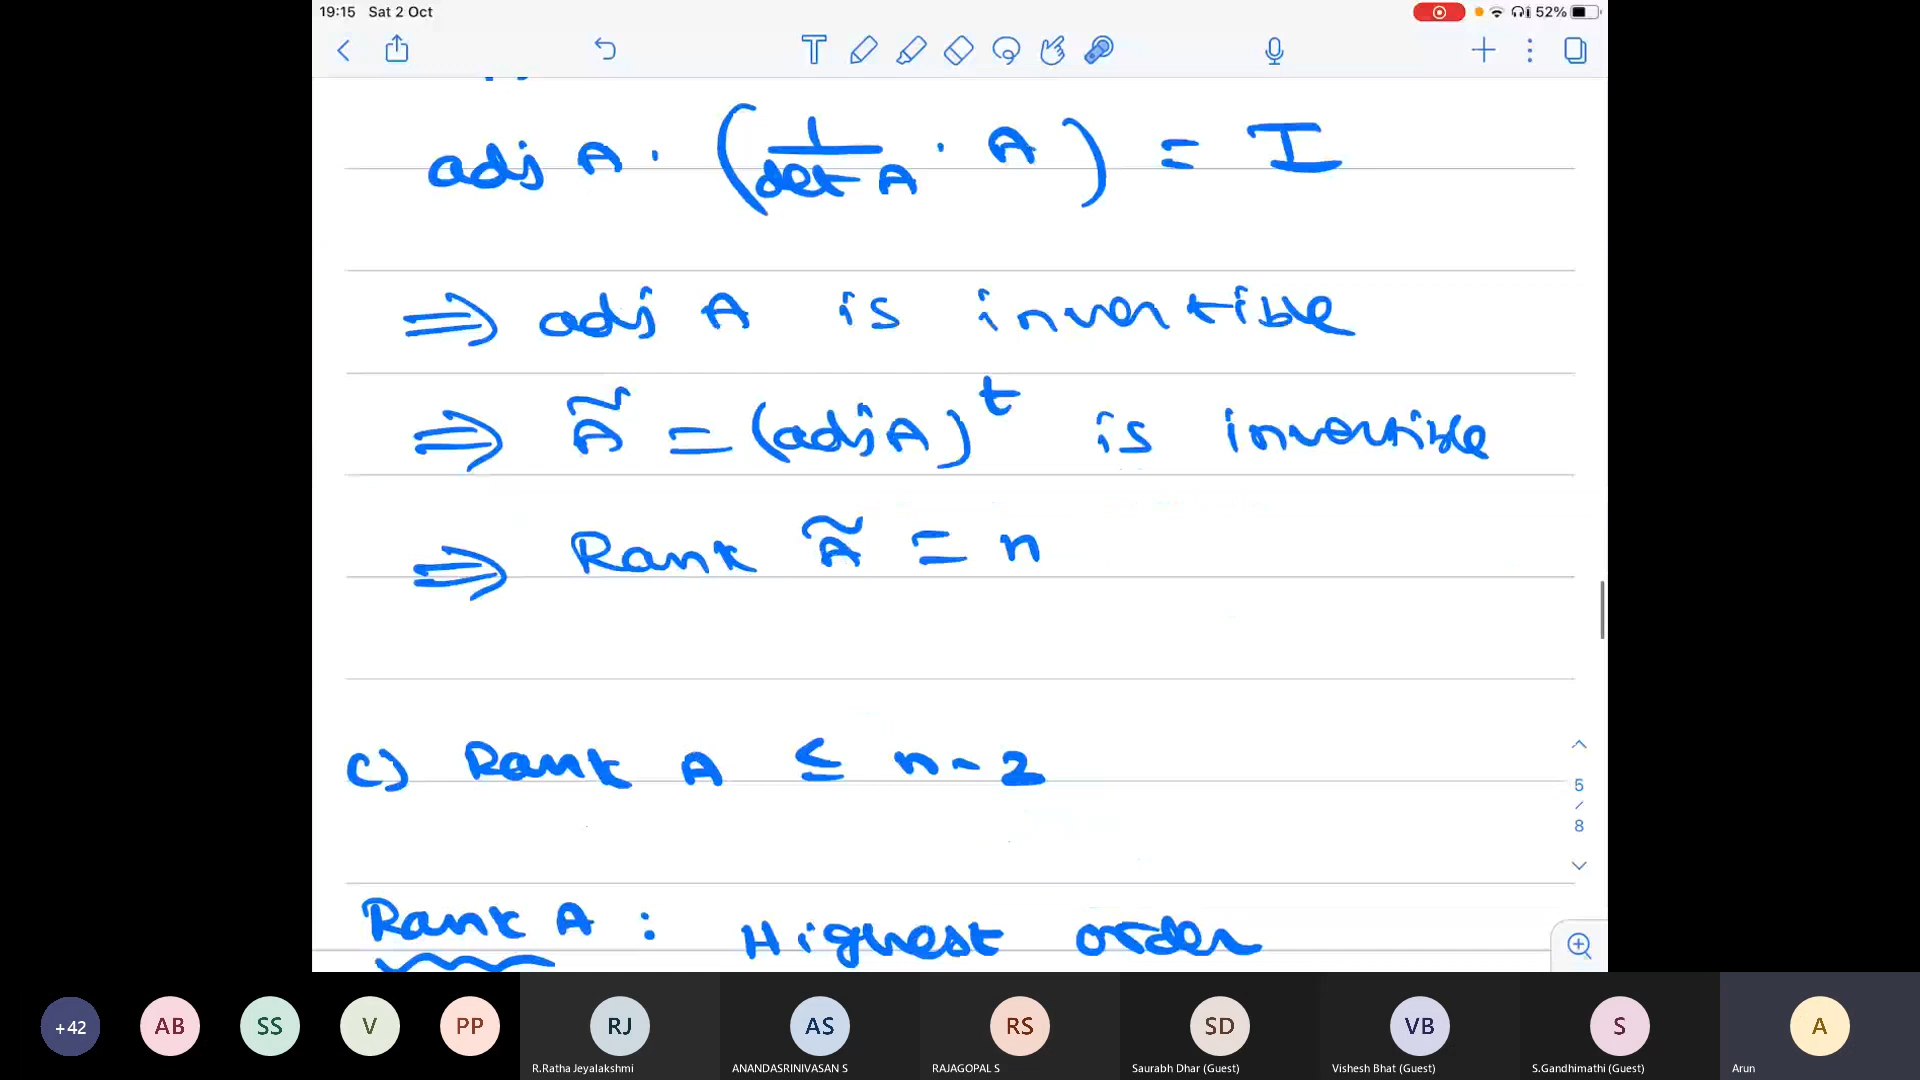 19:15 Sat 2 Oct
52%
adj A · ( 1 / det A · A ) = I
⇒ adj A is invertible
⇒ Ã = (adj A)^t is invertible
⇒ Rank Ã = n
c) Rank A ≤ n-2
5
/
8
Rank A : Highest order
+42 AB SS V PP RJ AS RS SD VB S A
R.Ratha Jeyalakshmi ANANDASRINIVASAN S RAJAGOPAL S Saurabh Dhar (Guest) Vishesh Bhat (Guest) S.Gandhimathi (Guest) Arun